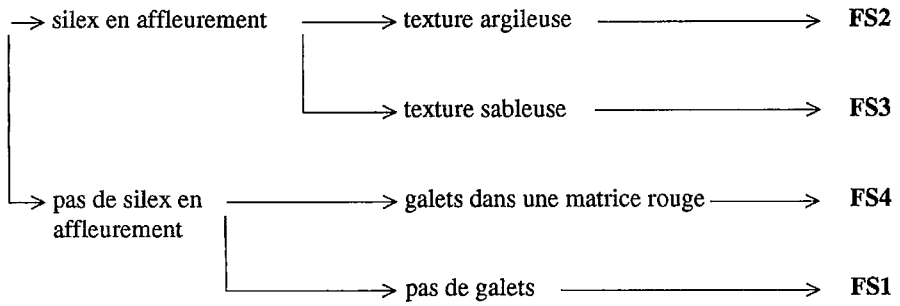 silex en affleurement texture argileuse FS2
texture sableuse FS3
pas de silex en galets dans une matrice rouge FS4
affleurement
pas de galets FS1